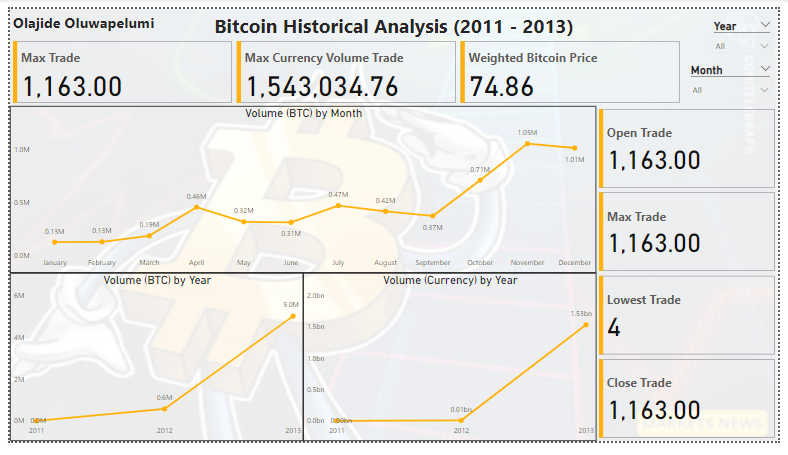 Olajide Oluwapelumi
Bitcoin Historical Analysis (2011 - 2013)
Year
All
Month
All
Max Trade
1,163.00
Max Currency Volume Trade
1,543,034.76
Weighted Bitcoin Price
74.86
Volume (BTC) by Month
1.0M
0.5M
0.0M
0.13M
0.13M
0.19M
0.46M
0.32M
0.31M
0.47M
0.42M
0.37M
0.71M
1.05M
1.01M
January February March April May June July August September October November December
Open Trade
1,163.00
Max Trade
1,163.00
Lowest Trade
4
Close Trade
1,163.00
Volume (BTC) by Year
6M
4M
2M
0M
0.0M
0.6M
5.0M
2011 2012 2013
Volume (Currency) by Year
2.0bn
1.5bn
1.0bn
0.5bn
0.0bn
0.00bn
0.01bn
1.53bn
2011 2012 2013
MARKETS NEWS